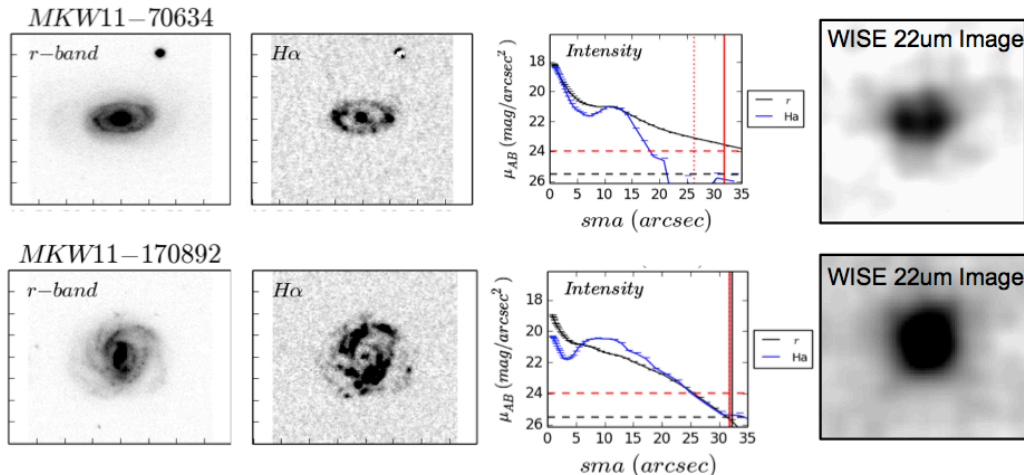 MKW11−70634
r−band
Hα
Intensity
μAB (mag/arcsec²)
18
20
22
24
26
0 5 10 15 20 25 30 35
sma (arcsec)
r
Ha
WISE 22um Image
MKW11−170892
r−band
Hα
Intensity
μAB (mag/arcsec²)
16
18
20
22
24
26
0 5 10 15 20 25 30 35
sma (arcsec)
r
Ha
WISE 22um Image